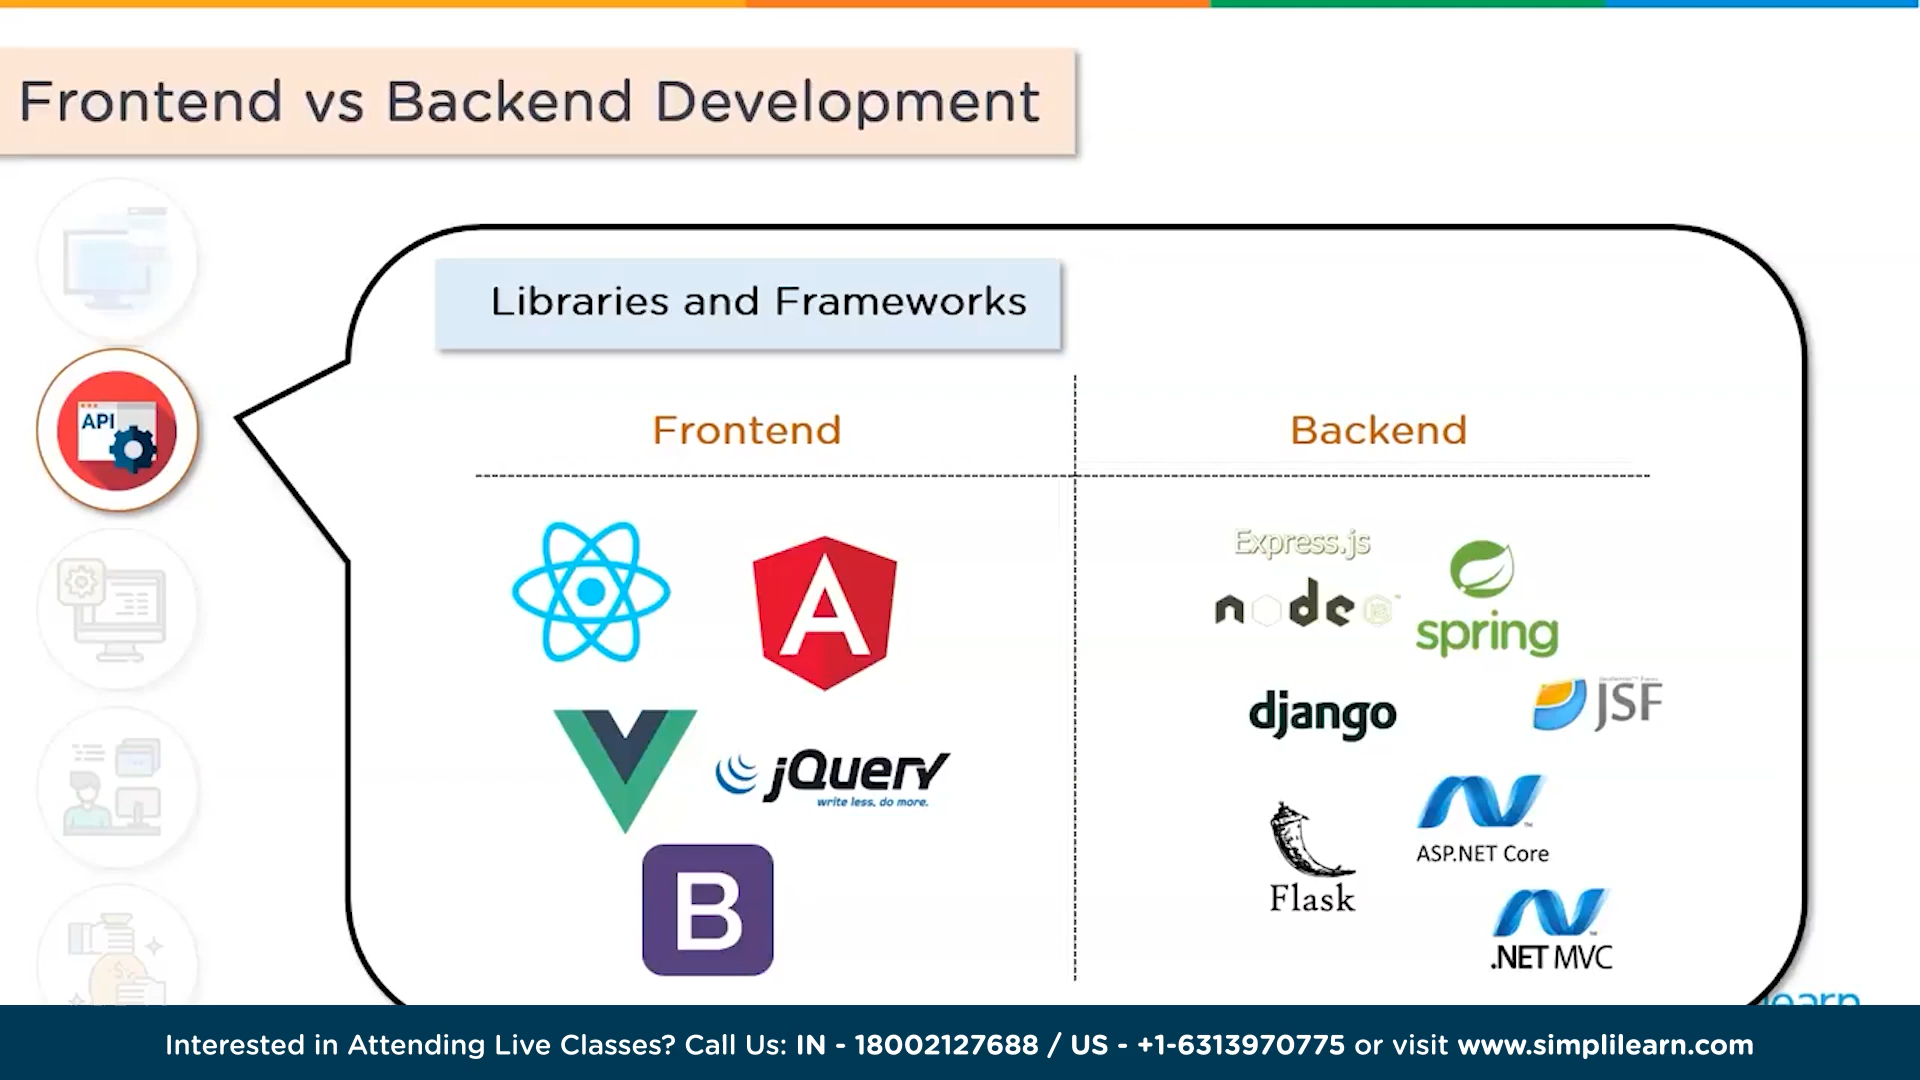 Frontend vs Backend Development
API
Libraries and Frameworks
Frontend
Backend
A
jQuery
write less, do more.
B
Express.js
node JS
spring
django
JSF
Flask
ASP.NET Core
.NET MVC
learn
Interested in Attending Live Classes? Call Us: IN - 18002127688 / US - +1-6313970775 or visit www.simplilearn.com